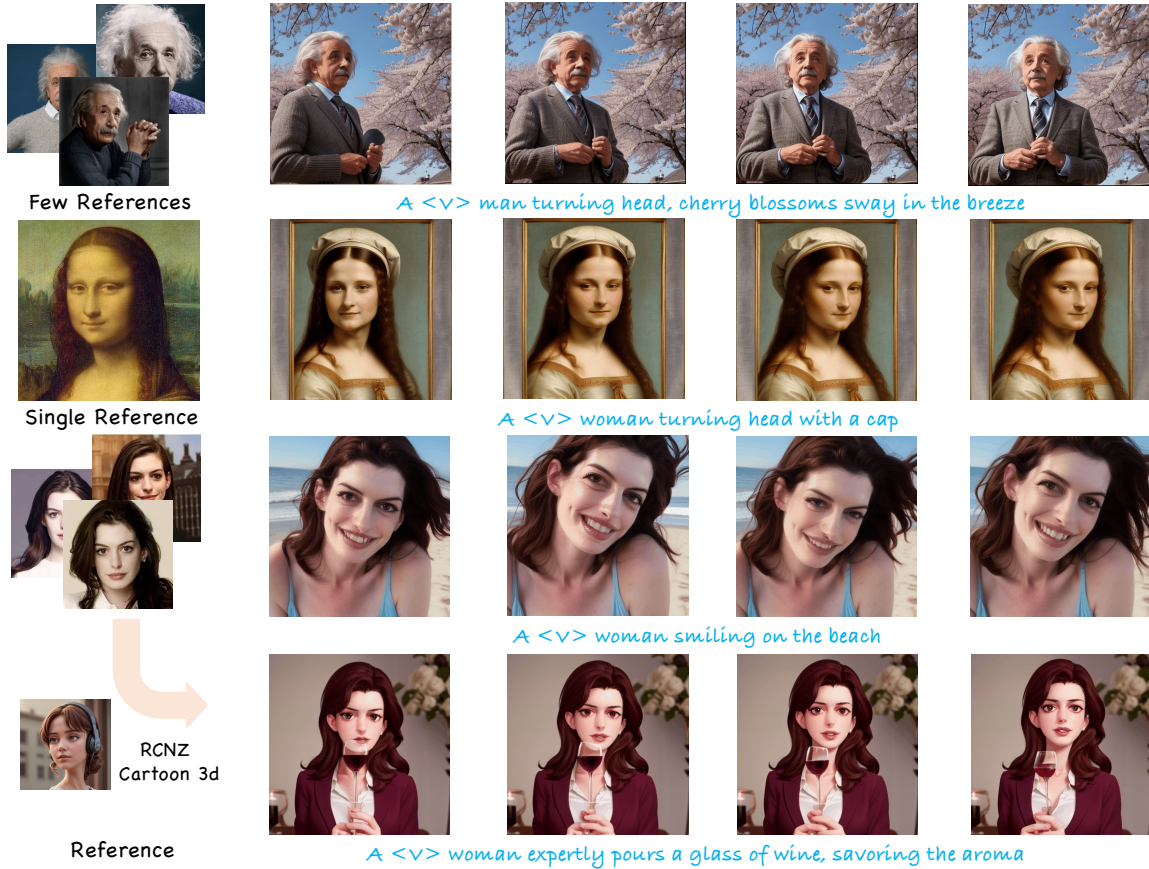 Few References
A <v> man turning head, cherry blossoms sway in the breeze
Single Reference
A <v> woman turning head with a cap
A <v> woman smiling on the beach
RCNZ
Cartoon 3d
Reference
A <v> woman expertly pours a glass of wine, savoring the aroma